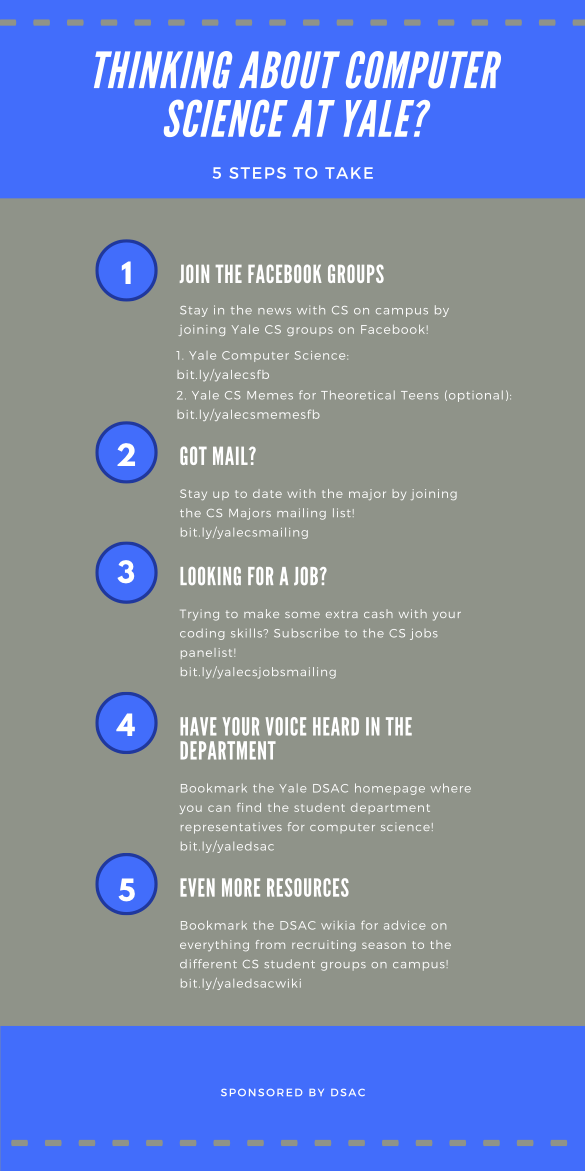 THINKING ABOUT COMPUTER
SCIENCE AT YALE?
5 STEPS TO TAKE
1
JOIN THE FACEBOOK GROUPS
Stay in the news with CS on campus by
joining Yale CS groups on Facebook!
1. Yale Computer Science:
bit.ly/yalecsfb
2. Yale CS Memes for Theoretical Teens (optional):
bit.ly/yalecsmemesfb
2
GOT MAIL?
Stay up to date with the major by joining
the CS Majors mailing list!
bit.ly/yalecsmailing
3
LOOKING FOR A JOB?
Trying to make some extra cash with your
coding skills? Subscribe to the CS jobs
panelist!
bit.ly/yalecsjobsmailing
4
HAVE YOUR VOICE HEARD IN THE
DEPARTMENT
Bookmark the Yale DSAC homepage where
you can find the student department
representatives for computer science!
bit.ly/yaledsac
5
EVEN MORE RESOURCES
Bookmark the DSAC wikia for advice on
everything from recruiting season to the
different CS student groups on campus!
bit.ly/yaledsacwiki
SPONSORED BY DSAC